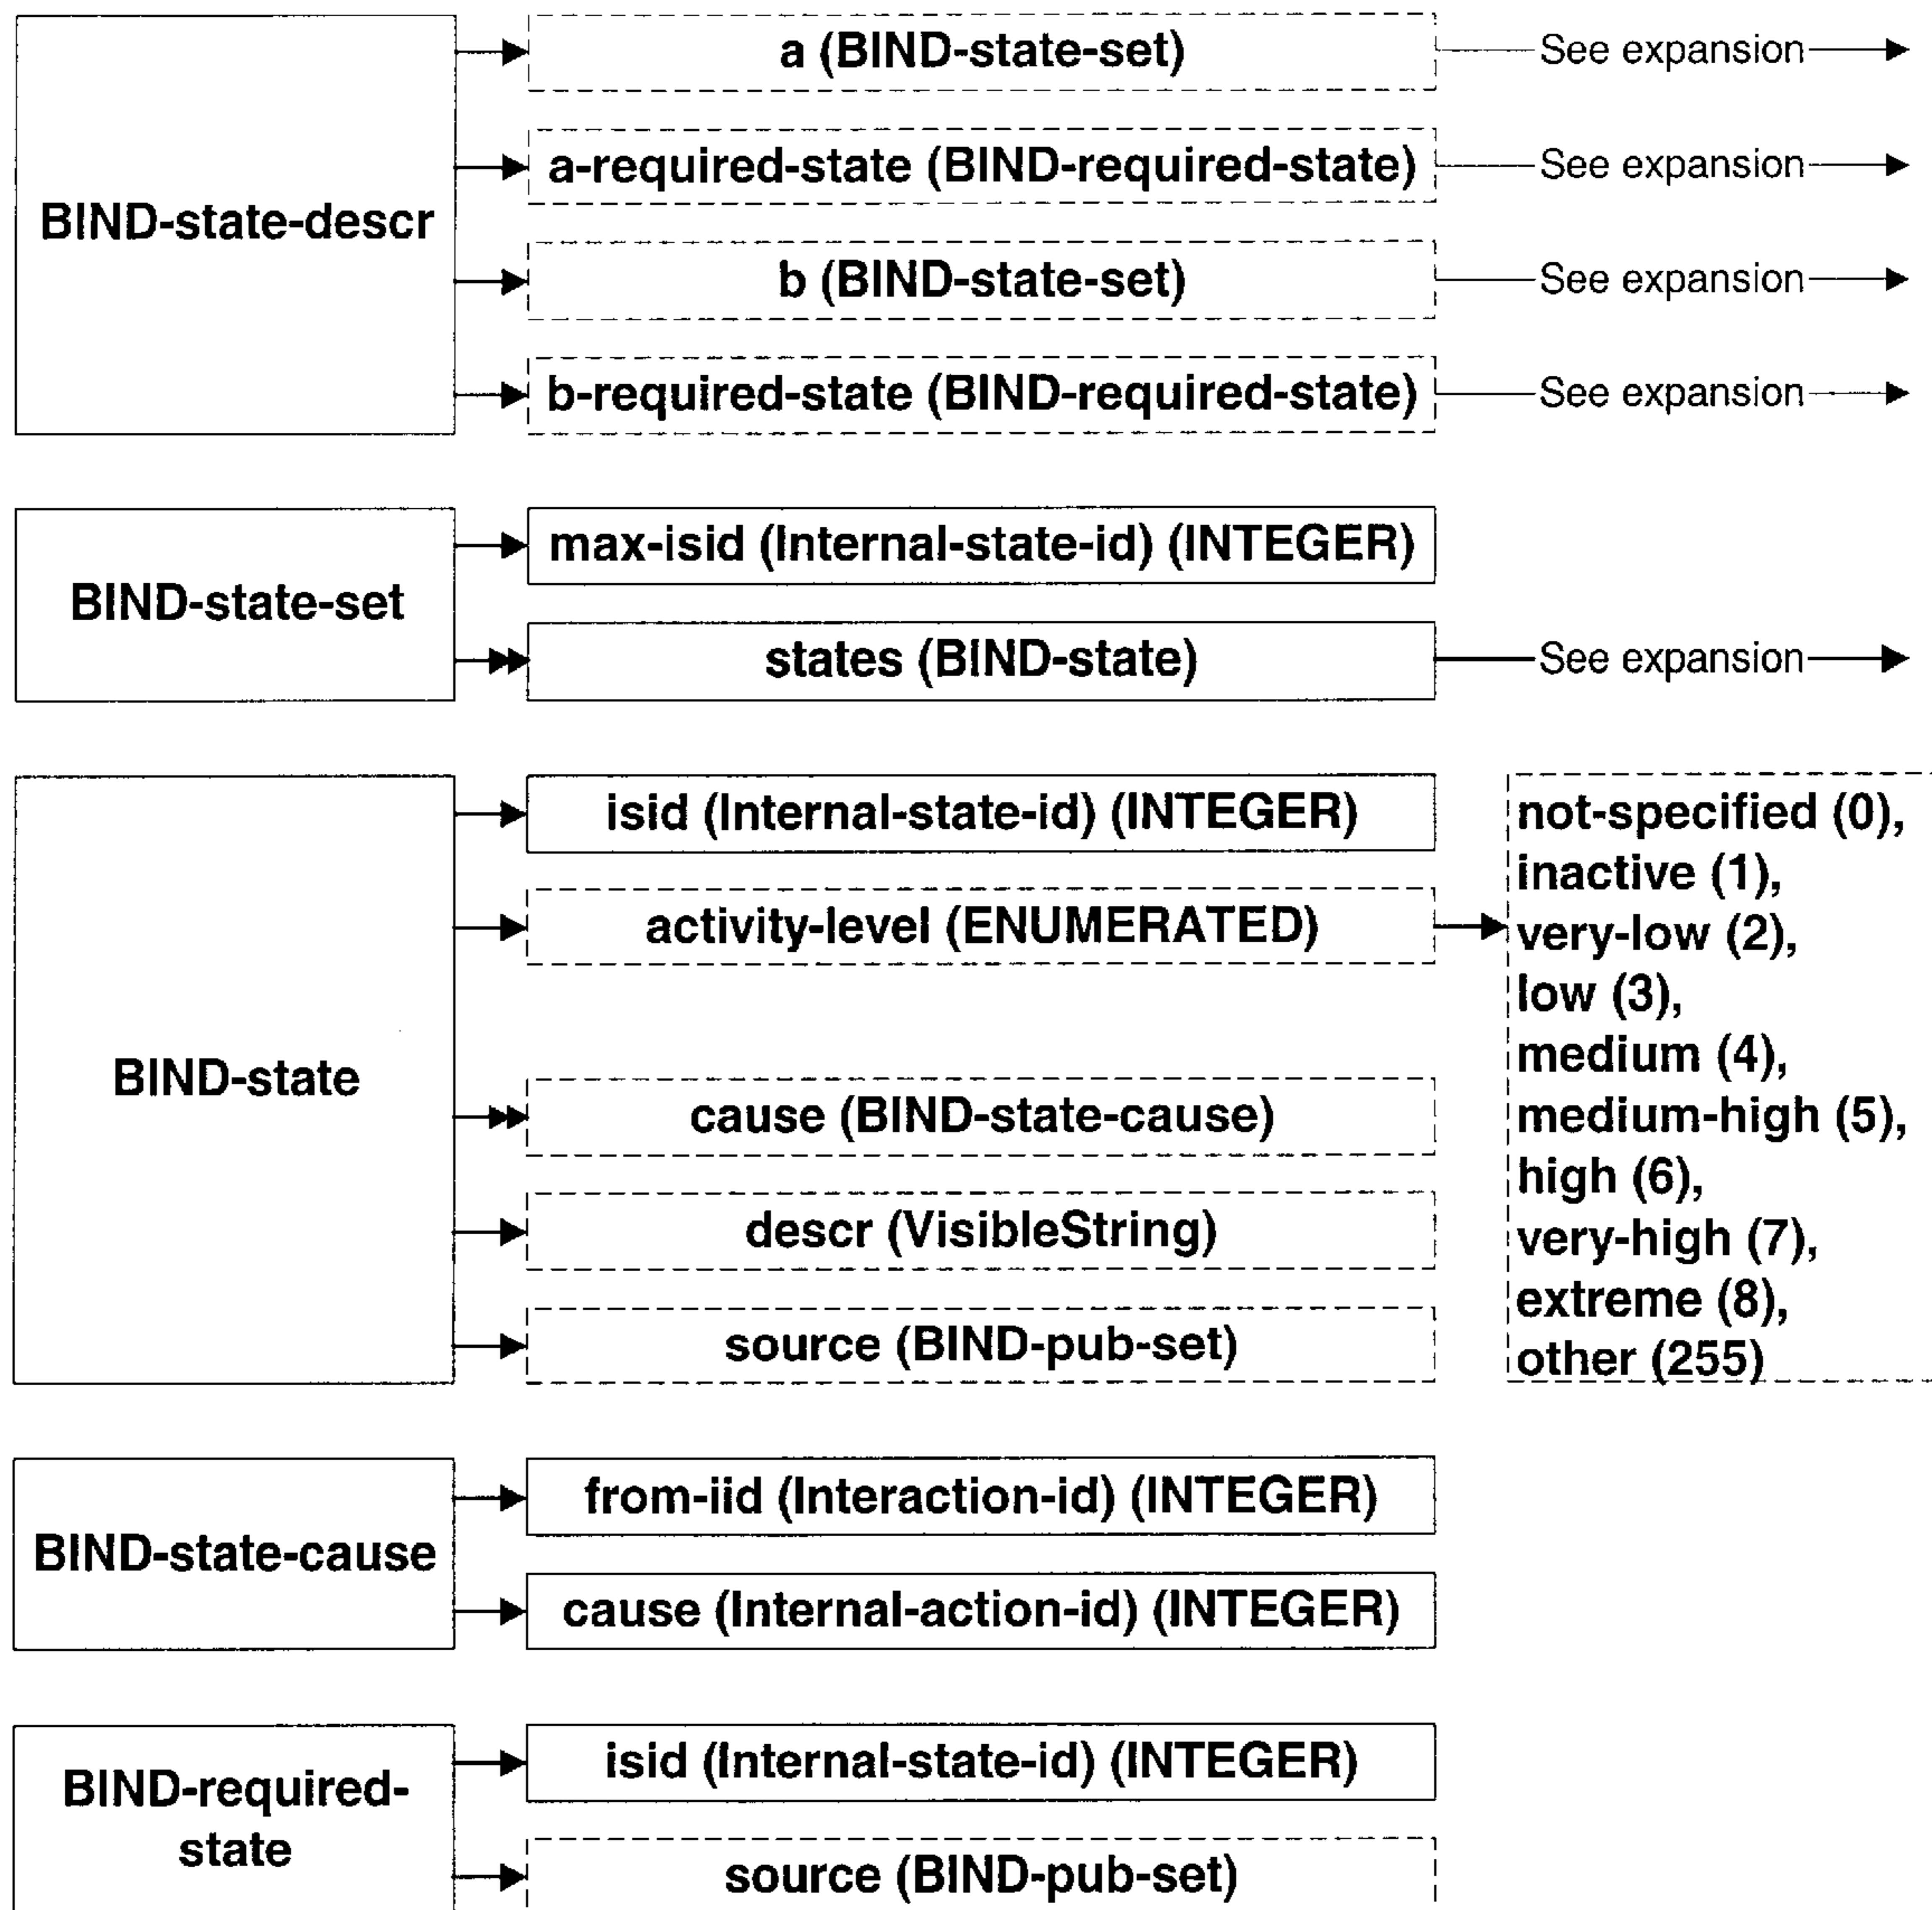 BIND-state-descr
a (BIND-state-set)
See expansion
a-required-state (BIND-required-state)
See expansion
b (BIND-state-set)
See expansion
b-required-state (BIND-required-state)
See expansion
BIND-state-set
max-isid (Internal-state-id) (INTEGER)
states (BIND-state)
See expansion
BIND-state
isid (Internal-state-id) (INTEGER)
activity-level (ENUMERATED)
not-specified (0),
inactive (1),
very-low (2),
low (3),
medium (4),
medium-high (5),
high (6),
very-high (7),
extreme (8),
other (255)
cause (BIND-state-cause)
descr (VisibleString)
source (BIND-pub-set)
BIND-state-cause
from-iid (Interaction-id) (INTEGER)
cause (Internal-action-id) (INTEGER)
BIND-required-
state
isid (Internal-state-id) (INTEGER)
source (BIND-pub-set)